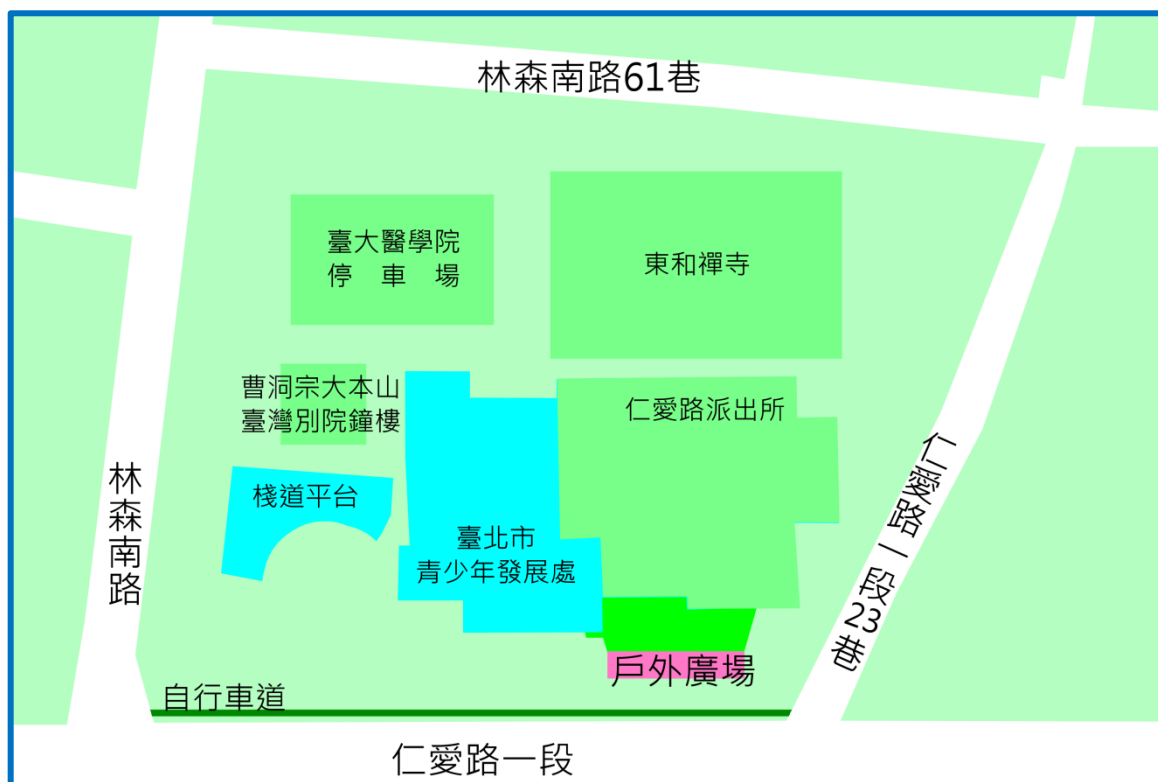 林森南路61巷
臺大醫學院
停車場
東和禪寺
曹洞宗大本山
臺灣別院鐘樓
仁愛路派出所
棧道平台
臺北市
青少年發展處
林森南路
仁愛路一段23巷
戶外廣場
自行車道
仁愛路一段